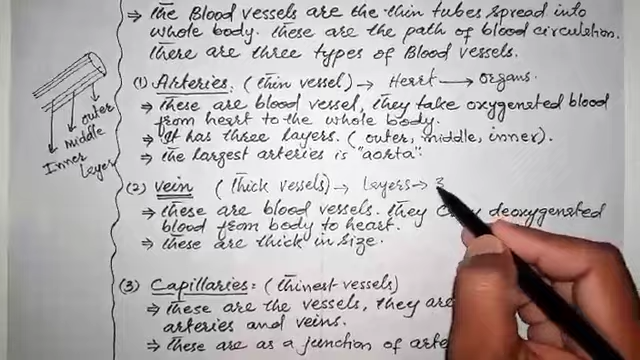 ⇒ The Blood vessels are the thin tubes spread into
whole body. These are the path of blood circulation.
There are three types of Blood vessels.
(1) Arteries: (thin vessel) → Heart → organs.
⇒ These are blood vessel, They take oxygenated blood
from heart to the whole body.
⇒ It has three layers. (outer, middle, inner).
⇒ The largest arteries is "aorta".
outer
middle
Inner
Layer
(2) Vein (Thick vessels) → Layers → 3
⇒ These are blood vessels. They deoxygenated
blood from body to heart.
⇒ These are thick in size.
(3) Capillaries: (Thinnest vessels)
⇒ These are the vessels, They are
arteries and veins.
⇒ These are as a junction of